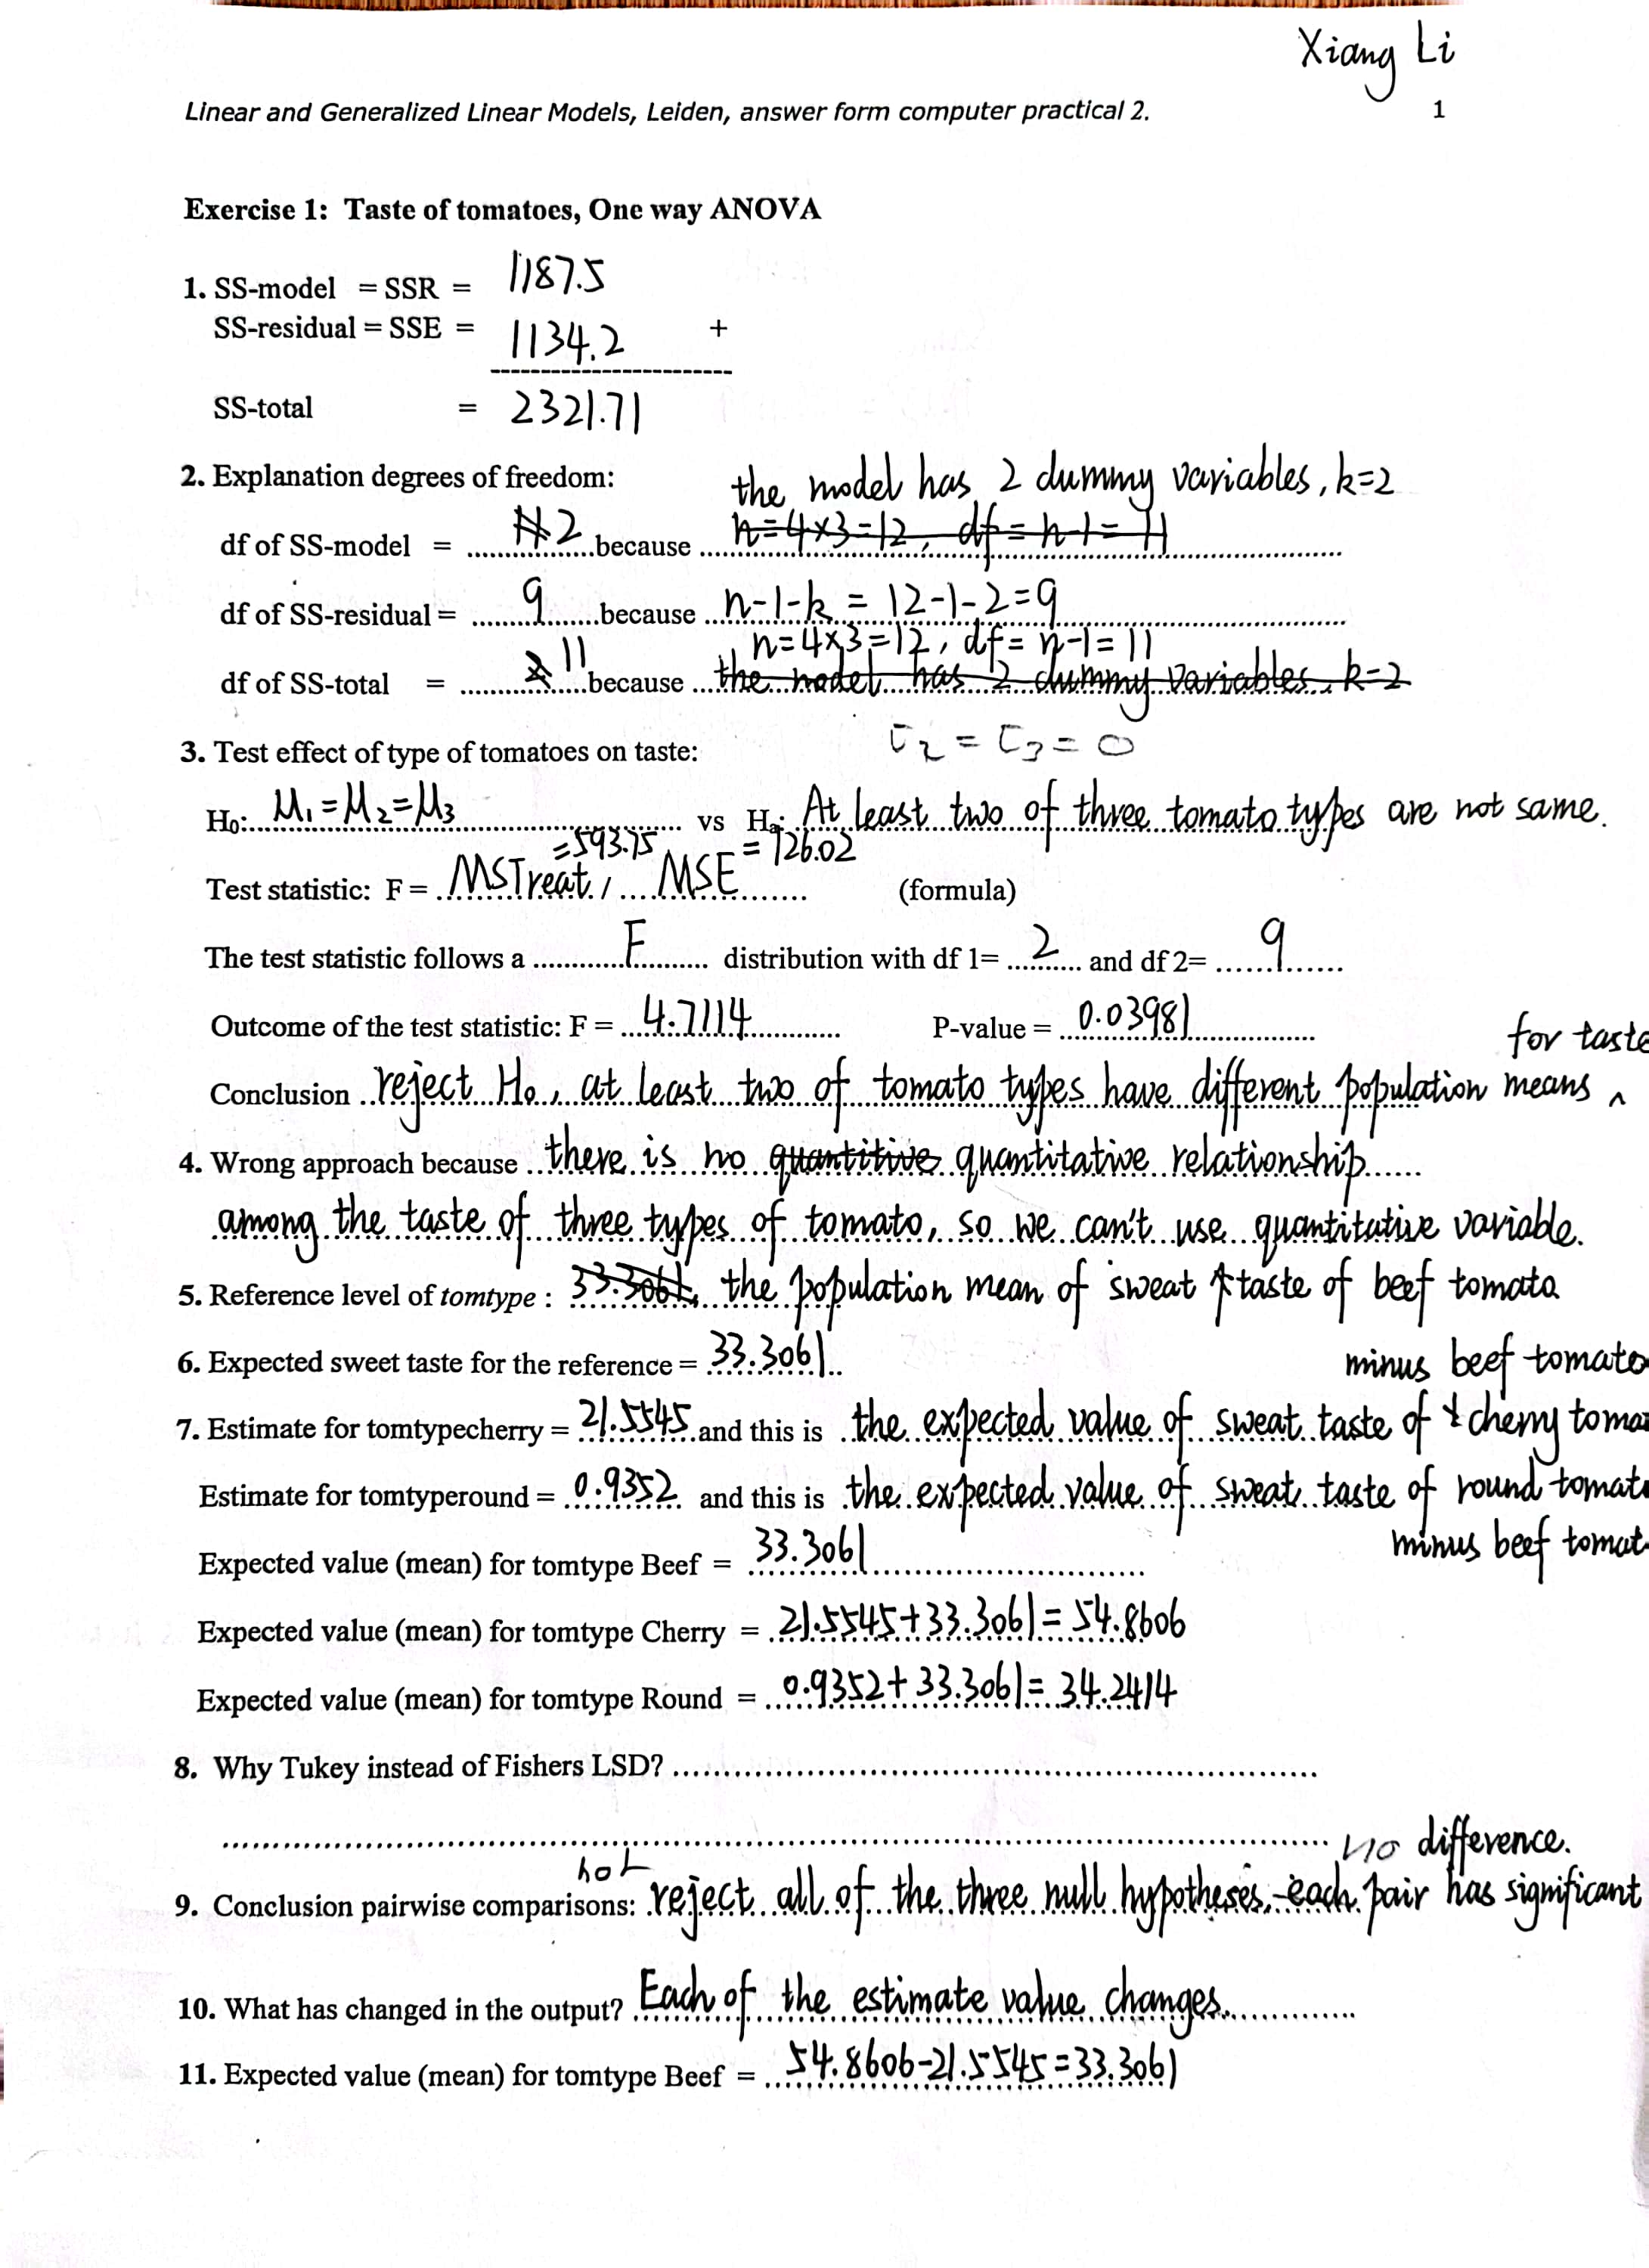 Xiang Li
Linear and Generalized Linear Models, Leiden, answer form computer practical 2. 1
Exercise 1: Taste of tomatoes, One way ANOVA
1. SS-model = SSR = 1187.5
SS-residual = SSE = 1134.2 +
SS-total = 2321.71
2. Explanation degrees of freedom:
the model has 2 dummy variables, k=2
df of SS-model = 2 because n=4×3=12, df=n-1=11
df of SS-residual = 9 because n-1-k = 12-1-2=9
n=4×3=12, df=n-1=11
df of SS-total = 2 11 because the model has 2 dummy variables, k=2
τ2 = τ3 = 0
3. Test effect of type of tomatoes on taste:
H0: μ1=μ2=μ3 vs Ha: At least two of three tomato types are not same.
=593.75 =126.02
Test statistic: F = MSTreat / MSE (formula)
The test statistic follows a F distribution with df 1= 2 and df 2= 9
Outcome of the test statistic: F = 4.7114 P-value = 0.03981
for taste
Conclusion reject H0, at least two of tomato types have different population means ^
4. Wrong approach because there is no quantitive quantitative relationship
among the taste of three types of tomato, so we can't use quantitative variable.
5. Reference level of tomtype : 33.3061, the population mean of sweat taste of beef tomato
6. Expected sweet taste for the reference = 33.3061
minus beef tomato
7. Estimate for tomtypecherry = 21.5545 and this is the expected value of sweat taste of cherry toma
Estimate for tomtyperound = 0.9352 and this is the expected value of sweat taste of round tomat
minus beef tomat
Expected value (mean) for tomtype Beef = 33.3061
Expected value (mean) for tomtype Cherry = 21.5545+33.3061=54.8606
Expected value (mean) for tomtype Round = 0.9352+33.3061=34.2414
8. Why Tukey instead of Fishers LSD?
no difference.
not
9. Conclusion pairwise comparisons: reject all of the three null hypotheses, each pair has significant
10. What has changed in the output? Each of the estimate value changes.
11. Expected value (mean) for tomtype Beef = 54.8606-21.5545=33.3061